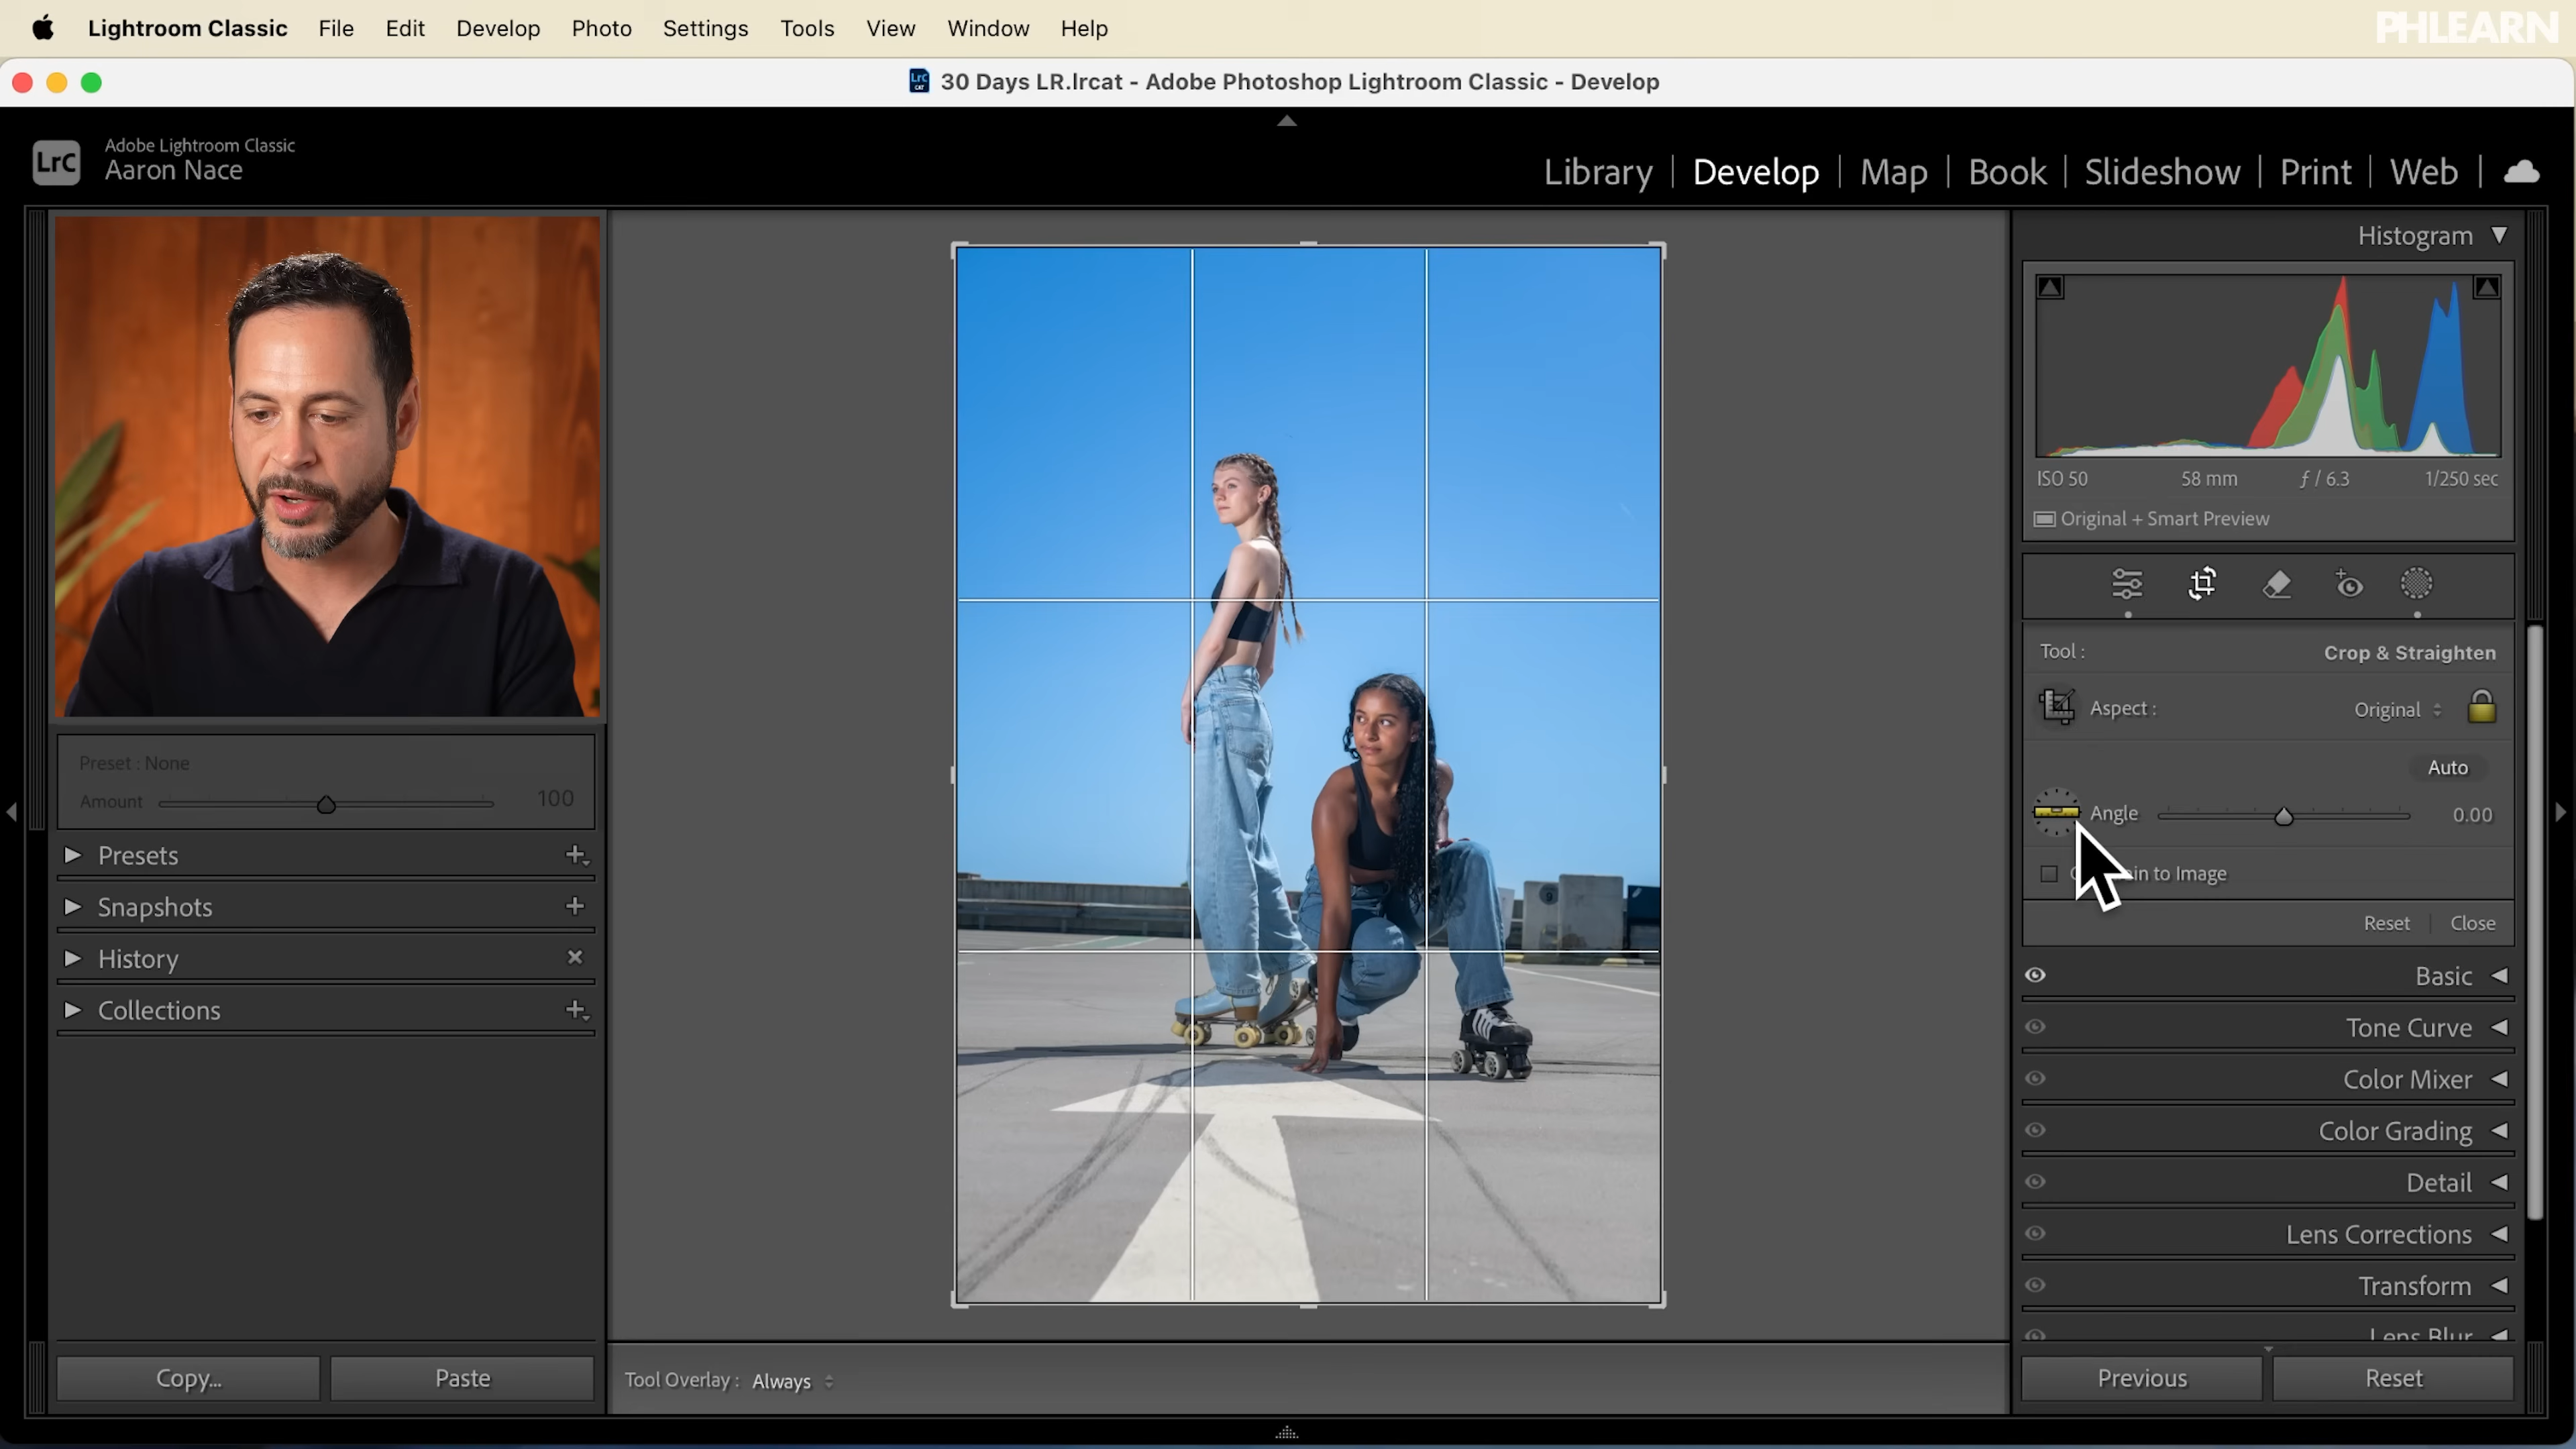 Lightroom Classic File Edit Develop Photo Settings Tools View Window Help
PHLEARN
30 Days LR.lrcat - Adobe Photoshop Lightroom Classic - Develop
LrC
Adobe Lightroom Classic
Aaron Nace
Library | Develop | Map | Book | Slideshow | Print | Web |
Histogram
ISO 50 58 mm ƒ / 6.3 1/250 sec
Original + Smart Preview
Tool : Crop & Straighten
Aspect : Original
Auto
Angle 0.00
to Image
Reset Close
Basic
Tone Curve
Color Mixer
Color Grading
Detail
Lens Corrections
Transform
Lens Blur
Previous Reset
Preset : None
Amount 100
Presets
Snapshots
History
Collections
Copy... Paste
Tool Overlay : Always